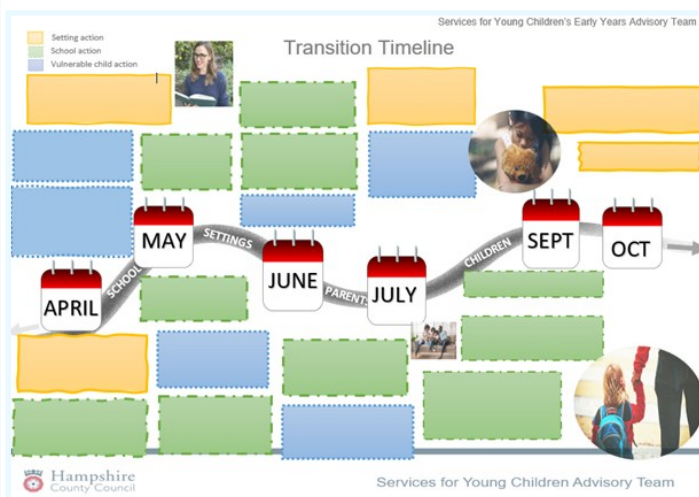 Services for Young Children's Early Years Advisory Team
Setting action
School action
Vulnerable child action
Transition Timeline
APRIL
SCHOOL
MAY
SETTINGS
JUNE
PARENTS
JULY
CHILDREN
SEPT
OCT
Hampshire
County Council
Services for Young Children Advisory Team